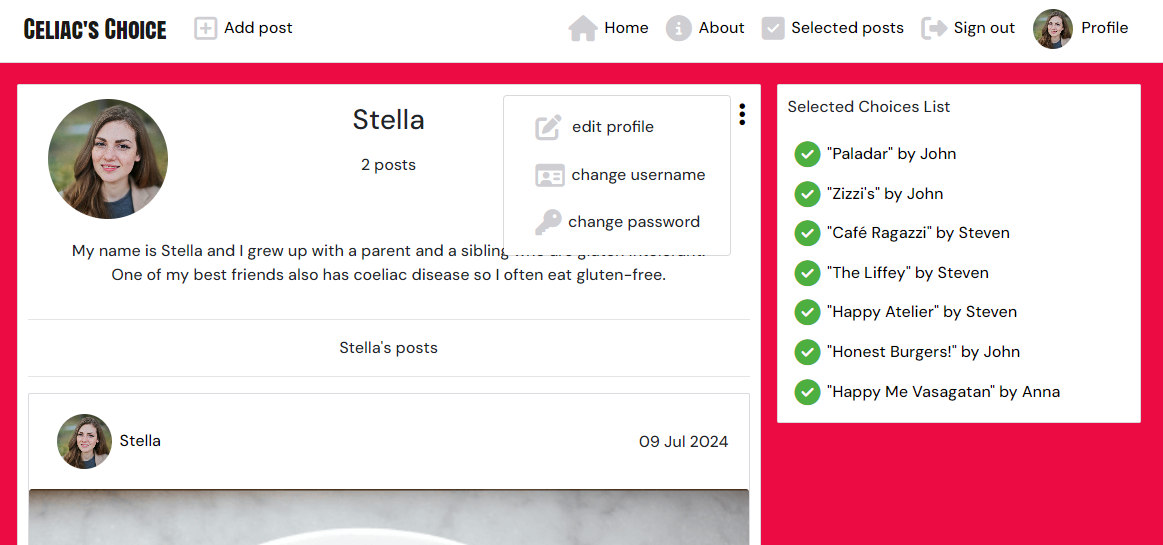 Celiac's Choice
Add post
Home
About
Selected posts
Sign out
Profile
Stella
2 posts
edit profile
change username
change password
My name is Stella and I grew up with a parent and a sibling
One of my best friends also has coeliac disease so I often eat gluten-free.
Stella's posts
Stella
09 Jul 2024
Selected Choices List
"Paladar" by John
"Zizzi's" by John
"Café Ragazzi" by Steven
"The Liffey" by Steven
"Happy Atelier" by Steven
"Honest Burgers!" by John
"Happy Me Vasagatan" by Anna